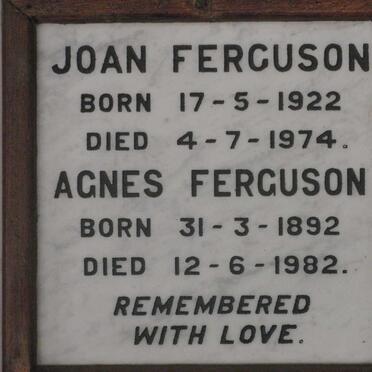 JOAN FERGUSON
BORN 17-5-1922
DIED 4-7-1974.
AGNES FERGUSON
BORN 31-3-1892
DIED 12-6-1982.
REMEMBERED
WITH LOVE.